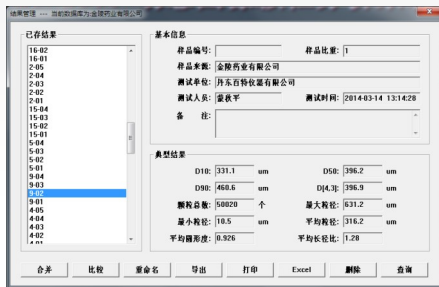 结果管理 --- 当前数据库为:金陵药业有限公司
已存结果
16-02
16-01
2-05
2-04
2-03
2-02
2-01
15-04
15-03
15-02
15-01
5-04
5-03
5-02
5-01
9-04
9-03
9-02
9-01
4-05
4-04
4-03
4-02
4-01
基本信息
样品编号: 样品比重: 1
样品来源: 金陵药业有限公司
测试单位: 丹东百特仪器有限公司
测试人员: 蒙秋平 测试时间: 2014-03-14 13:14:28
备 注:
典型结果
D10: 331.1 um D50: 396.2 um
D90: 460.6 um D[4,3]: 396.9 um
颗粒总数: 50020 个 最大粒径: 631.2 um
最小粒径: 10.5 um 平均粒径: 316.2 um
平均圆形度: 0.926 平均长径比: 1.28
合并 比较 重命名 导出 打印 Excel 删除 查询